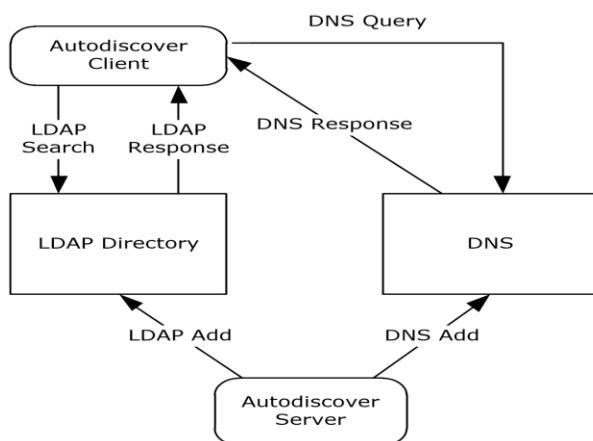 DNS Query
Autodiscover
Client
LDAP
Search
LDAP
Response
DNS Response
LDAP Directory
DNS
LDAP Add
DNS Add
Autodiscover
Server